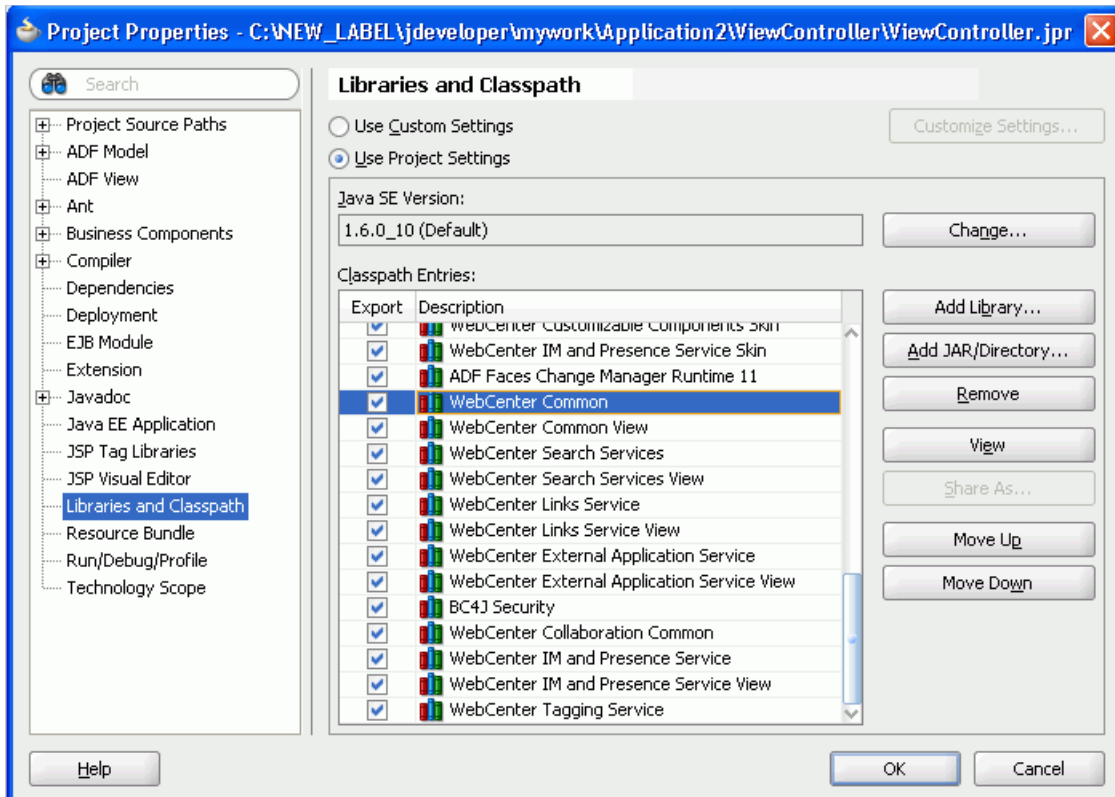 Project Properties - C:\NEW_LABEL\jdeveloper\mywork\Application2\ViewController\ViewController.jpr
Search
Project Source Paths
ADF Model
ADF View
Ant
Business Components
Compiler
Dependencies
Deployment
EJB Module
Extension
Javadoc
Java EE Application
JSP Tag Libraries
JSP Visual Editor
Libraries and Classpath
Resource Bundle
Run/Debug/Profile
Technology Scope
Libraries and Classpath
Use Custom Settings
Customize Settings...
Use Project Settings
Java SE Version:
1.6.0_10 (Default)
Change...
Classpath Entries:
Export Description
WebCenter Customizable Components Skin
WebCenter IM and Presence Service Skin
ADF Faces Change Manager Runtime 11
WebCenter Common
WebCenter Common View
WebCenter Search Services
WebCenter Search Services View
WebCenter Links Service
WebCenter Links Service View
WebCenter External Application Service
WebCenter External Application Service View
BC4J Security
WebCenter Collaboration Common
WebCenter IM and Presence Service
WebCenter IM and Presence Service View
WebCenter Tagging Service
Add Library...
Add JAR/Directory...
Remove
View
Share As...
Move Up
Move Down
Help
OK
Cancel